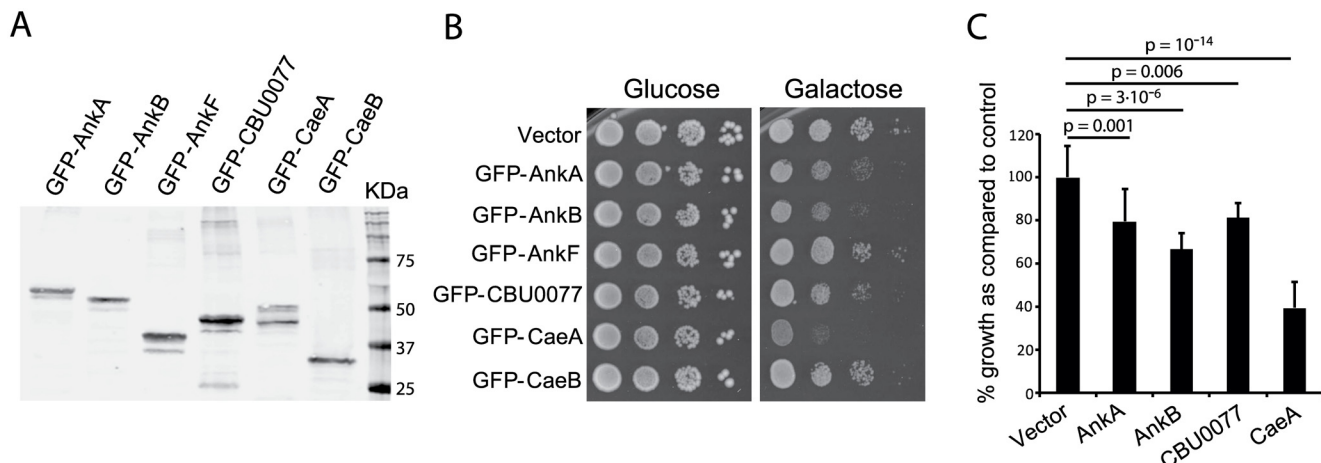 A
GFP-AnkA
GFP-AnkB
GFP-AnkF
GFP-CBU0077
GFP-CaeA
GFP-CaeB
KDa
75
50
37
25
B
Glucose
Galactose
Vector
GFP-AnkA
GFP-AnkB
GFP-AnkF
GFP-CBU0077
GFP-CaeA
GFP-CaeB
C
p = 10⁻¹⁴
p = 0.006
p = 3·10⁻⁶
p = 0.001
% growth as compared to control
120
100
80
60
40
20
0
Vector
AnkA
AnkB
CBU0077
CaeA